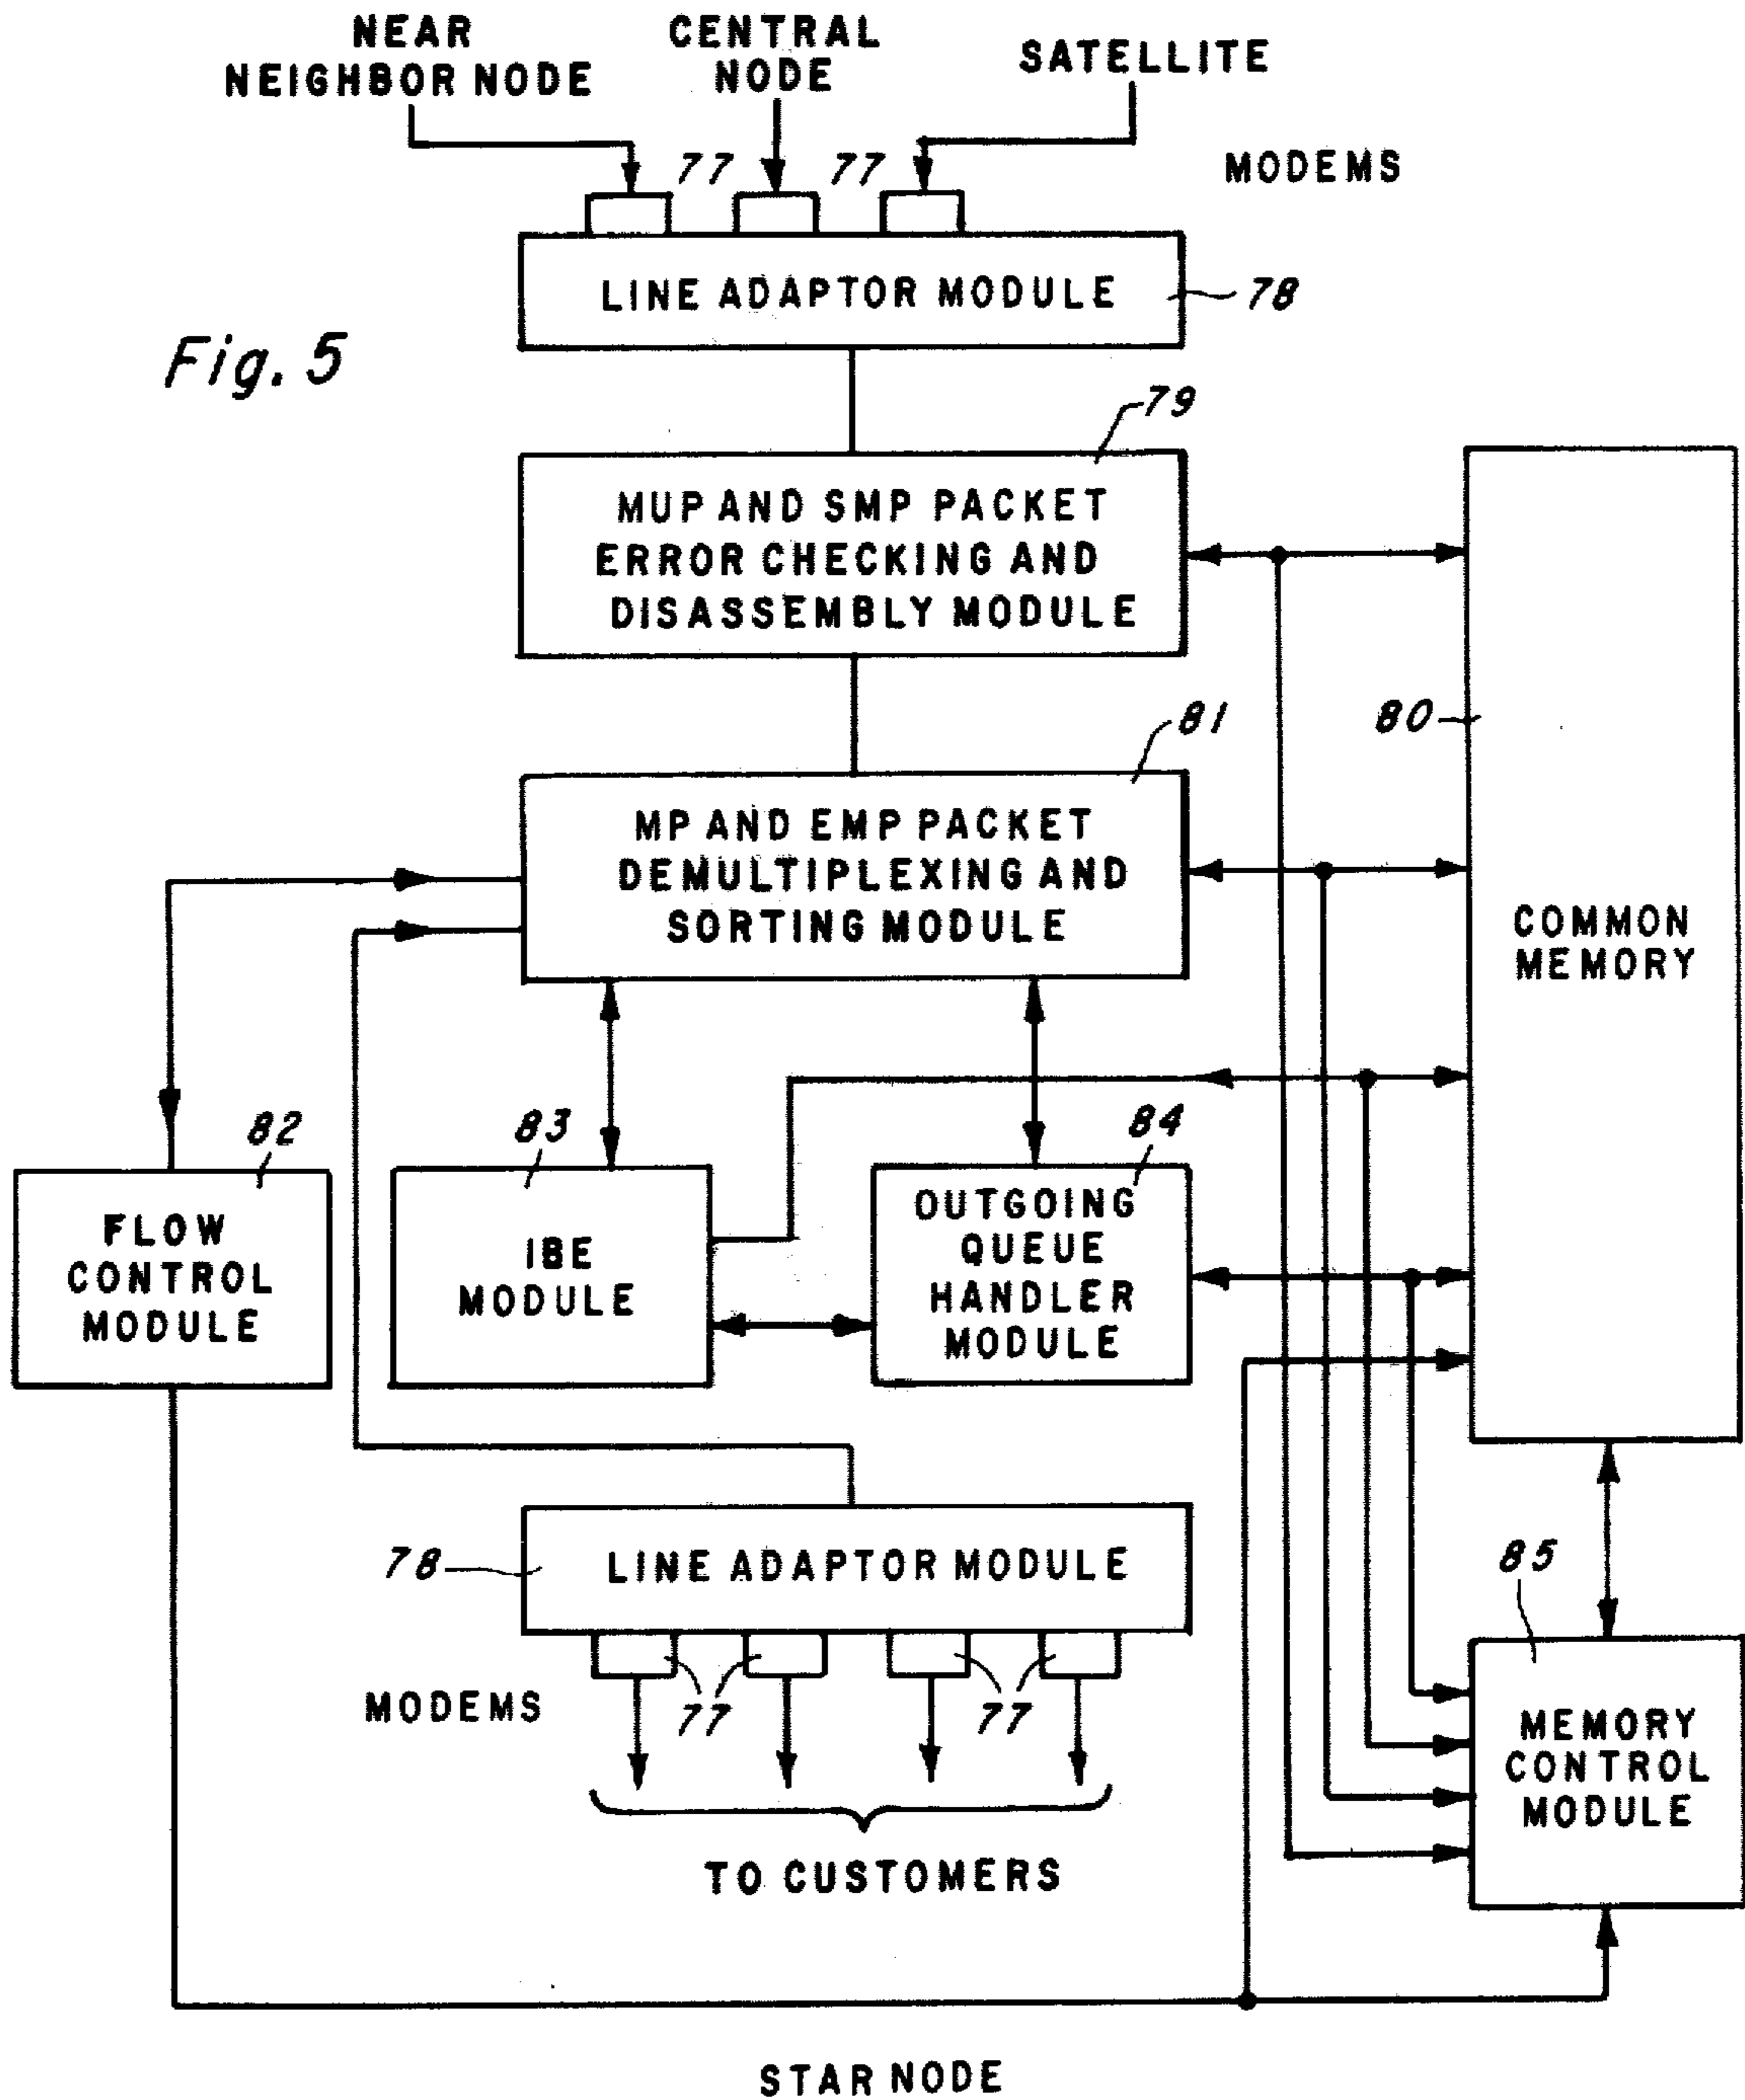 NEAR
NEIGHBOR NODE
CENTRAL
NODE
SATELLITE
77
77
MODEMS
LINE ADAPTOR MODULE
78
Fig. 5
79
MUP AND SMP PACKET
ERROR CHECKING AND
DISASSEMBLY MODULE
80
81
MP AND EMP PACKET
DEMULTIPLEXING AND
SORTING MODULE
COMMON
MEMORY
82
FLOW
CONTROL
MODULE
83
IBE
MODULE
84
OUTGOING
QUEUE
HANDLER
MODULE
78
LINE ADAPTOR MODULE
85
MODEMS
77
77
MEMORY
CONTROL
MODULE
TO CUSTOMERS
STAR NODE